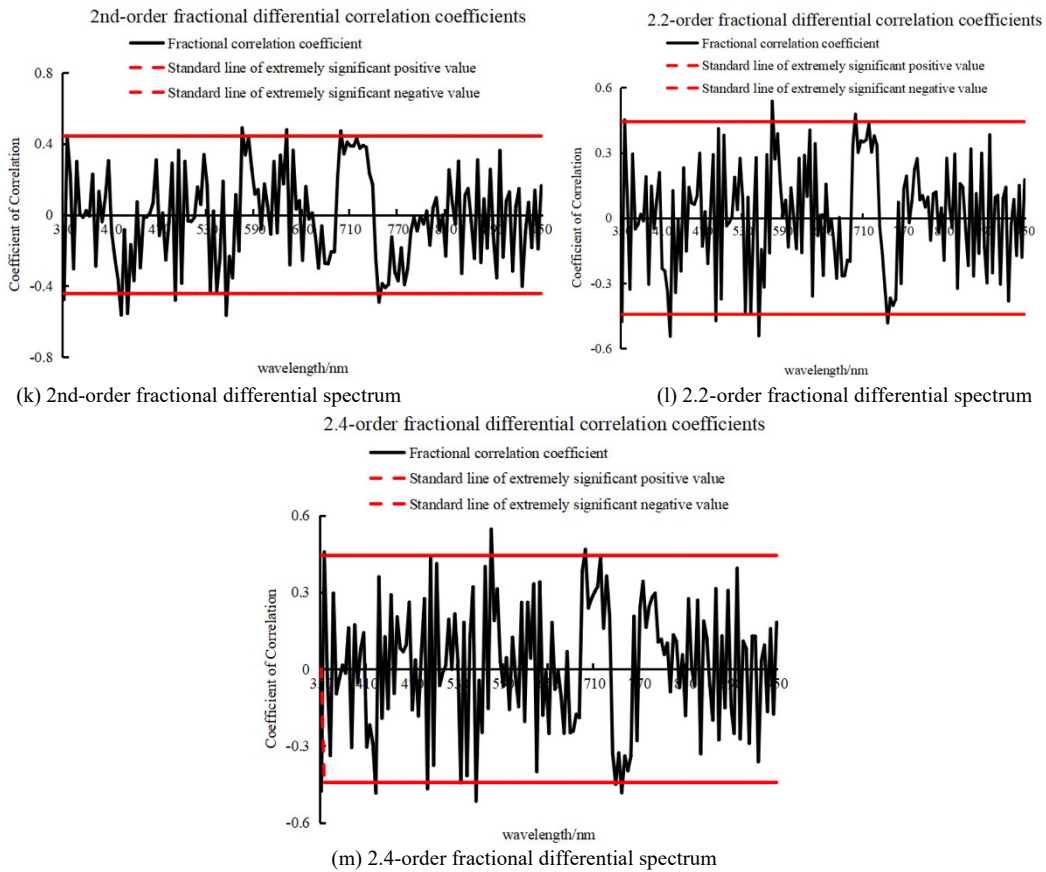 2nd-order fractional differential correlation coefficients
Fractional correlation coefficient
Standard line of extremely significant positive value
Standard line of extremely significant negative value
0.8
0.4
0
-0.4
-0.8
Coefficient of Correlation
590
710
770
wavelength/nm
(k) 2nd-order fractional differential spectrum
2.2-order fractional differential correlation coefficients
Fractional correlation coefficient
Standard line of extremely significant positive value
Standard line of extremely significant negative value
0.6
0.3
0
-0.3
-0.6
Coefficient of Correlation
590
710
wavelength/nm
(l) 2.2-order fractional differential spectrum
2.4-order fractional differential correlation coefficients
Fractional correlation coefficient
Standard line of extremely significant positive value
Standard line of extremely significant negative value
0.6
0.3
0
-0.3
-0.6
Coefficient of Correlation
410
590
710
770
wavelength/nm
(m) 2.4-order fractional differential spectrum